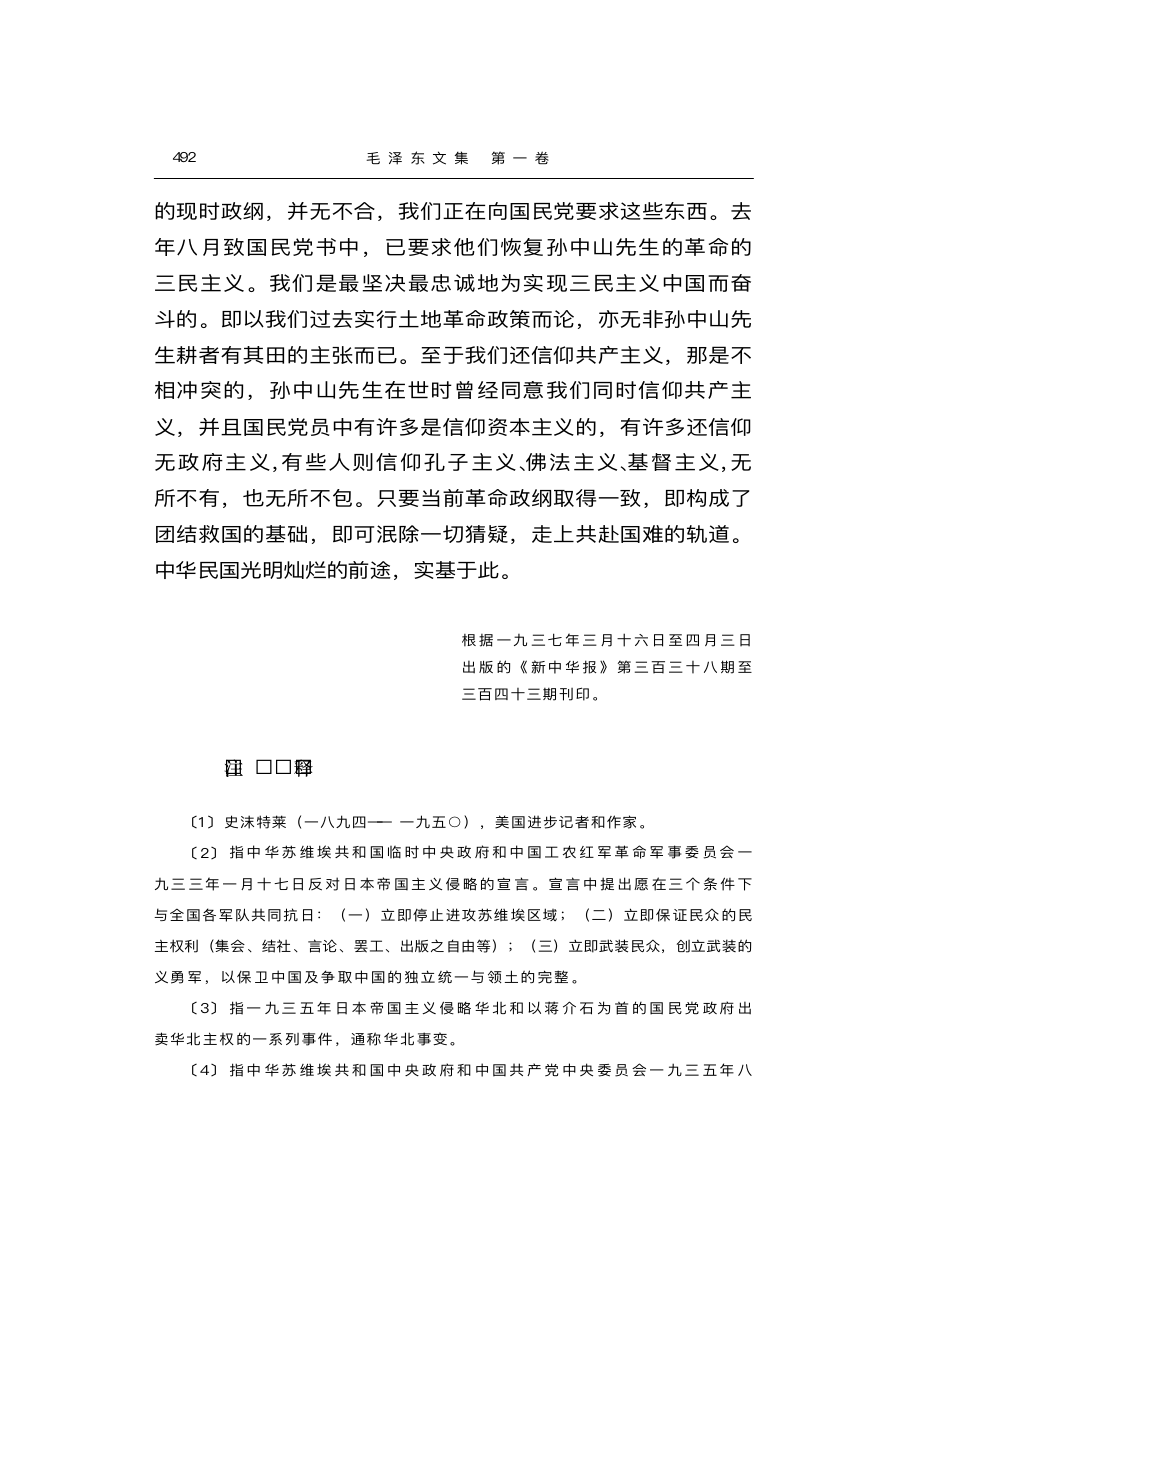 492 毛泽东文集 第一卷
的现时政纲，并无不合，我们正在向国民党要求这些东西。去
年八月致国民党书中，已要求他们恢复孙中山先生的革命的
三民主义。我们是最坚决最忠诚地为实现三民主义中国而奋
斗的。即以我们过去实行土地革命政策而论，亦无非孙中山先
生耕者有其田的主张而已。至于我们还信仰共产主义，那是不
相冲突的，孙中山先生在世时曾经同意我们同时信仰共产主
义，并且国民党员中有许多是信仰资本主义的，有许多还信仰
无政府主义，有些人则信仰孔子主义、佛法主义、基督主义，无
所不有，也无所不包。只要当前革命政纲取得一致，即构成了
团结救国的基础，即可泯除一切猜疑，走上共赴国难的轨道。
中华民国光明灿烂的前途，实基于此。
根据一九三七年三月十六日至四月三日
出版的《新中华报》第三百三十八期至
三百四十三期刊印。
注 □□释
〔1〕史沫特莱（一八九四—— 一九五○），美国进步记者和作家。
〔2〕指中华苏维埃共和国临时中央政府和中国工农红军革命军事委员会一
九三三年一月十七日反对日本帝国主义侵略的宣言。宣言中提出愿在三个条件下
与全国各军队共同抗日：（一）立即停止进攻苏维埃区域；（二）立即保证民众的民
主权利（集会、结社、言论、罢工、出版之自由等）；（三）立即武装民众，创立武装的
义勇军，以保卫中国及争取中国的独立统一与领土的完整。
〔3〕指一九三五年日本帝国主义侵略华北和以蒋介石为首的国民党政府出
卖华北主权的一系列事件，通称华北事变。
〔4〕指中华苏维埃共和国中央政府和中国共产党中央委员会一九三五年八